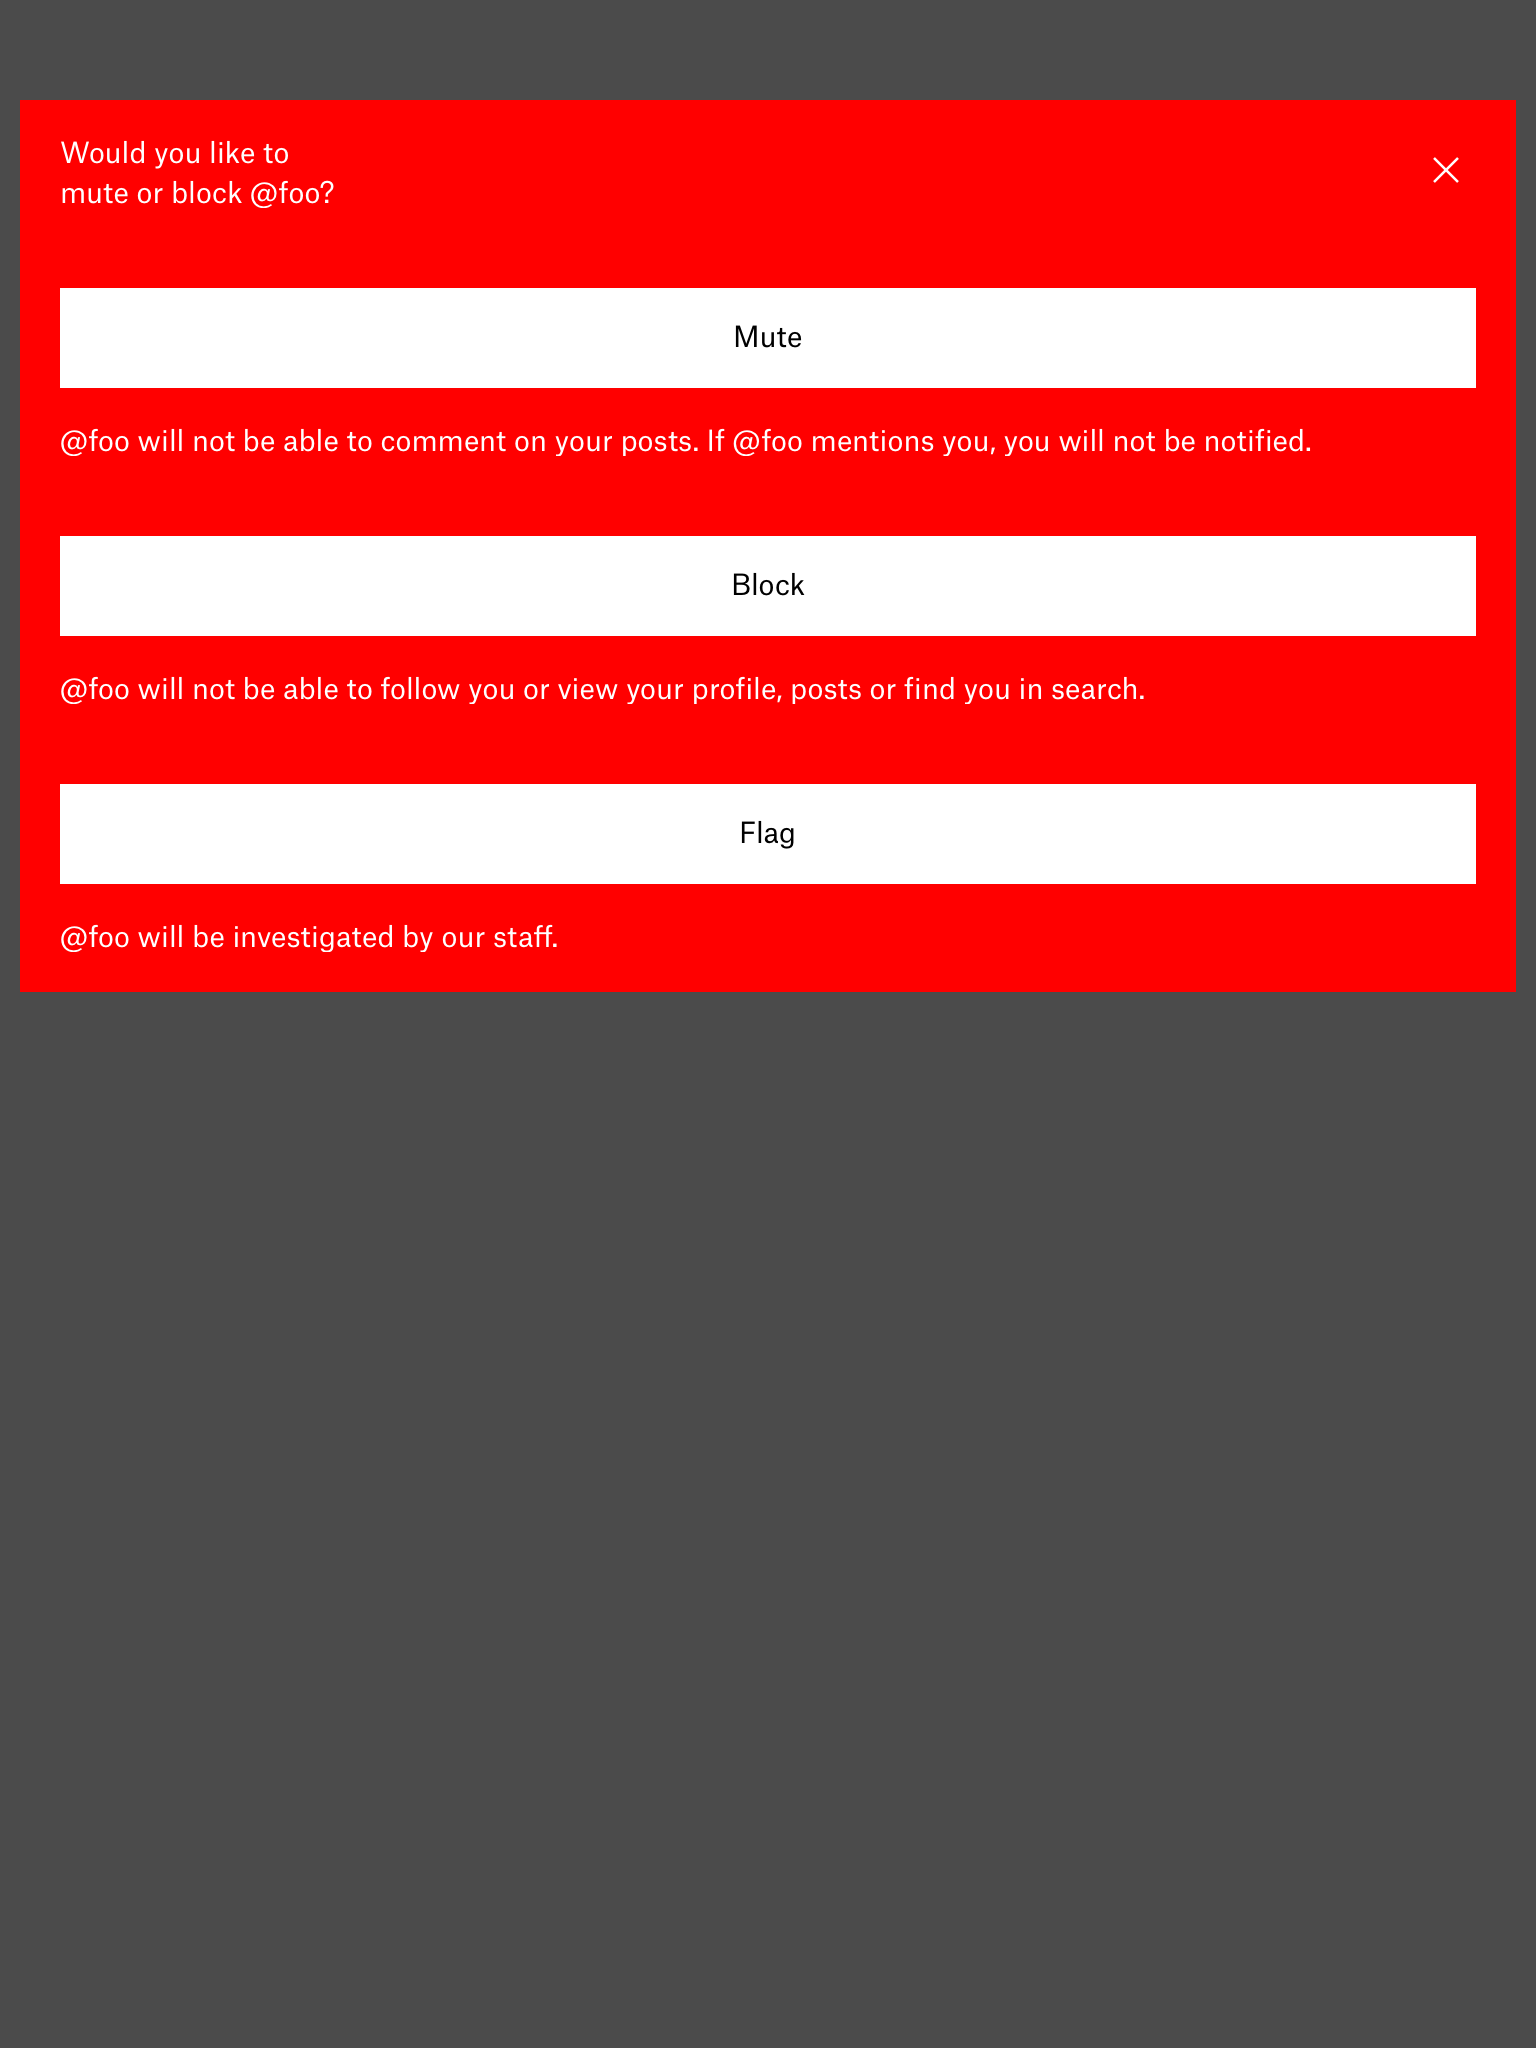 Would you like to
mute or block @foo?
Mute
@foo will not be able to comment on your posts. If @foo mentions you, you will not be notified.
Block
@foo will not be able to follow you or view your profile, posts or find you in search.
Flag
@foo will be investigated by our staff.